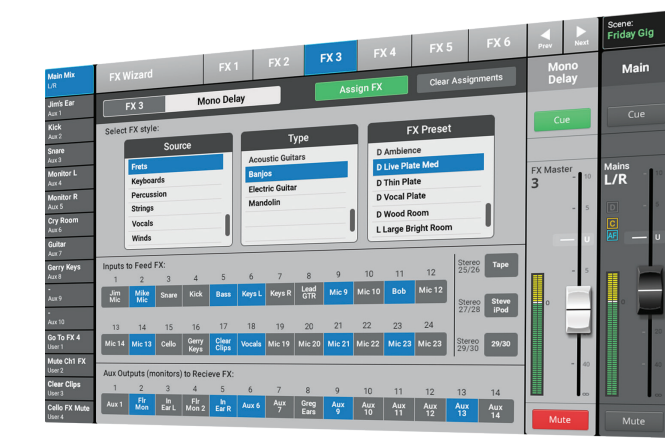 Main Mix
L/R
Jim's Ear
Aux 1
Kick
Aux 2
Snare
Aux 3
Monitor L
Aux 4
Monitor R
Aux 5
Cry Room
Aux 6
Guitar
Aux 7
Gerry Keys
Aux 8
-
Aux 9
-
Aux 10
Go To FX 4
User 1
Mute Ch1 FX
User 2
Clear Clips
User 3
Cello FX Mute
User 4
FX Wizard FX 1 FX 2 FX 3 FX 4 FX 5 FX 6
FX 3 Mono Delay Assign FX Clear Assignments
Select FX style:
Source
Frets
Keyboards
Percussion
Strings
Vocals
Winds
Type
Acoustic Guitars
Banjos
Electric Guitar
Mandolin
FX Preset
D Ambience
D Live Plate Med
D Thin Plate
D Vocal Plate
D Wood Room
L Large Bright Room
Inputs to Feed FX:
1 2 3 4 5 6 7 8 9 10 11 12
Jim Mic Mike Mic Snare Kick Bass Keys L Keys R Lead GTR Mic 9 Mic 10 Bob Mic 12
Stereo 25/26 Tape
13 14 15 16 17 18 19 20 21 22 23 24
Mic 14 Mic 13 Cello Gerry Keys Clear Clips Vocals Mic 19 Mic 20 Mic 21 Mic 22 Mic 23 Mic 23
Stereo 27/28 Steve iPod
Stereo 29/30 29/30
Aux Outputs (monitors) to Recieve FX:
1 2 3 4 5 6 7 8 9 10 11 12 13 14
Aux 1 Flr Mon In Ear L Flr Mon 2 In Ear R Aux 6 Aux 7 Greg Ears Aux 9 Aux 10 Aux 11 Aux 12 Aux 13 Aux 14
Prev Next
Mono
Delay
Cue
FX Master
3
10
5
U
5
0
40
Mute
Scene:
Friday Gig
Main
Cue
Mains
L/R
10
5
D
C
AF
U
0
40
Mute